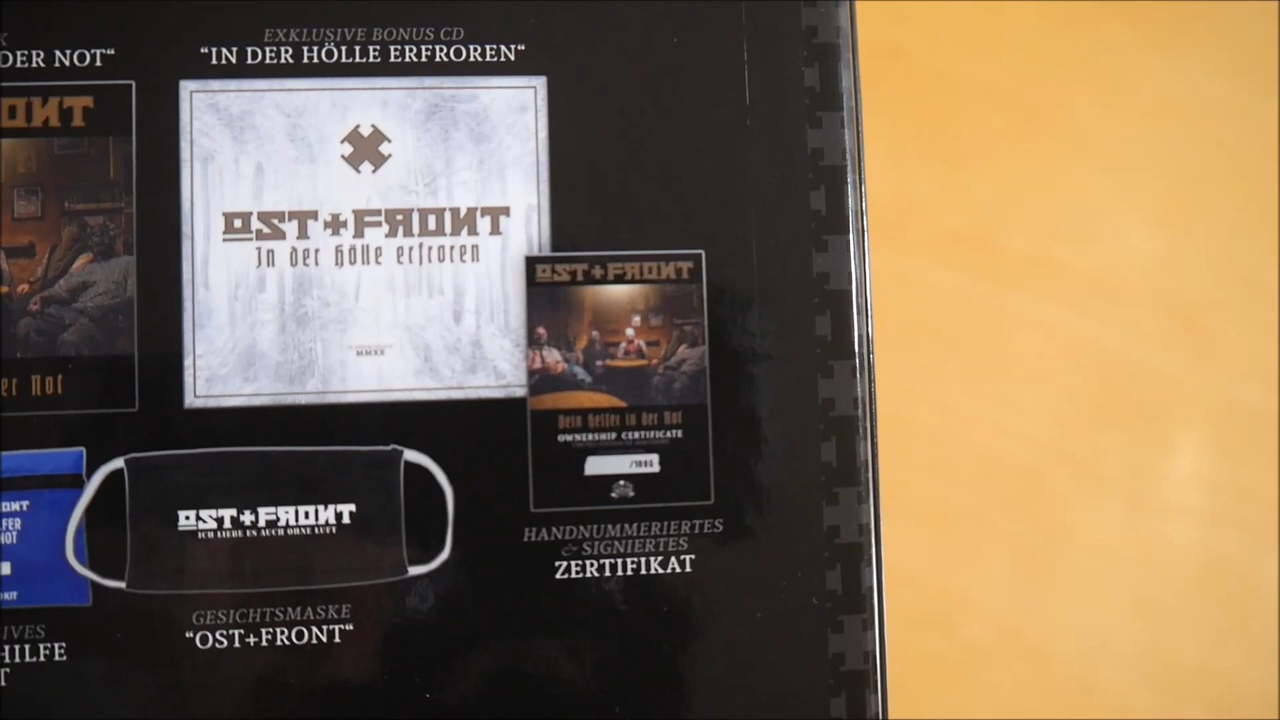 DER NOT“
ONT
er Not
EXKLUSIVE BONUS CD
“IN DER HÖLLE ERFROREN“
OST+FRONT
In der Hölle erfroren
MMXX
OST+FRONT
Dein Helfer in der Not
OWNERSHIP CERTIFICATE
/1000
HANDNUMMERIERTES
& SIGNIERTES
ZERTIFIKAT
ONT
FER
NOT
KIT
IVES
HILFE
T
OST+FRONT
ICH LIEBE ES AUCH OHNE LUFT
GESICHTSMASKE
“OST+FRONT“